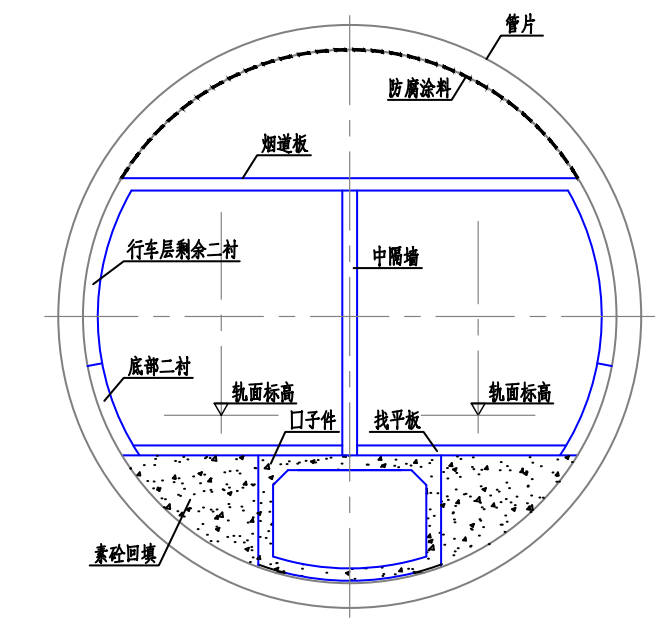 管片
防腐涂料
烟道板
行车层剩余二衬
中隔墙
底部二衬
轨面标高
轨面标高
口子件
找平板
素砼回填